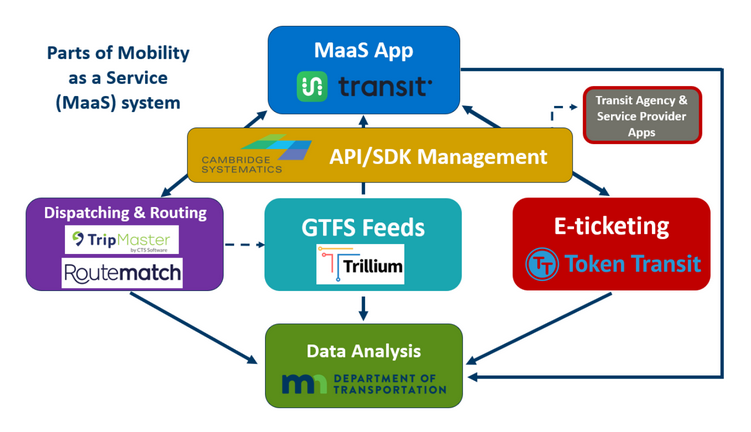 Parts of Mobility
as a Service
(MaaS) system
MaaS App
transit
Transit Agency &
Service Provider
Apps
CAMBRIDGE
SYSTEMATICS
API/SDK Management
Dispatching & Routing
TripMaster
by CTS Software
Routematch
GTFS Feeds
Trillium
E-ticketing
TT Token Transit
Data Analysis
mn DEPARTMENT OF
TRANSPORTATION